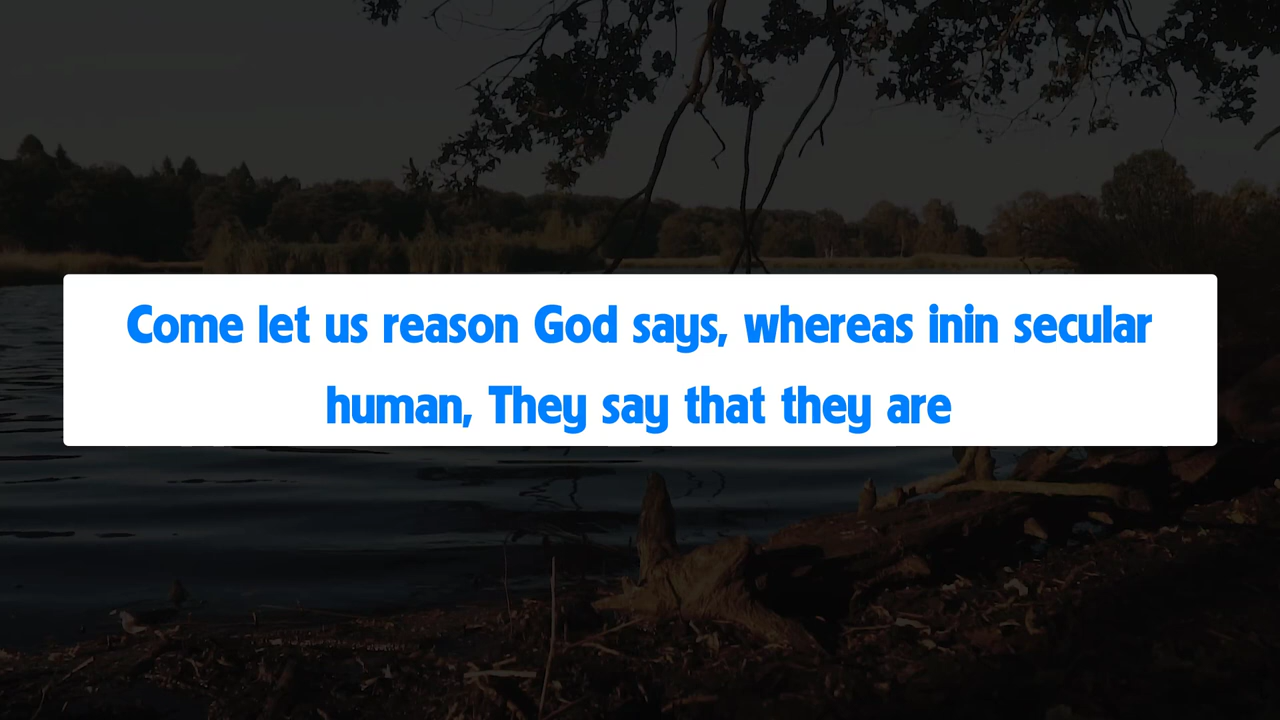 Come let us reason God says, whereas inin secular
human, They say that they are